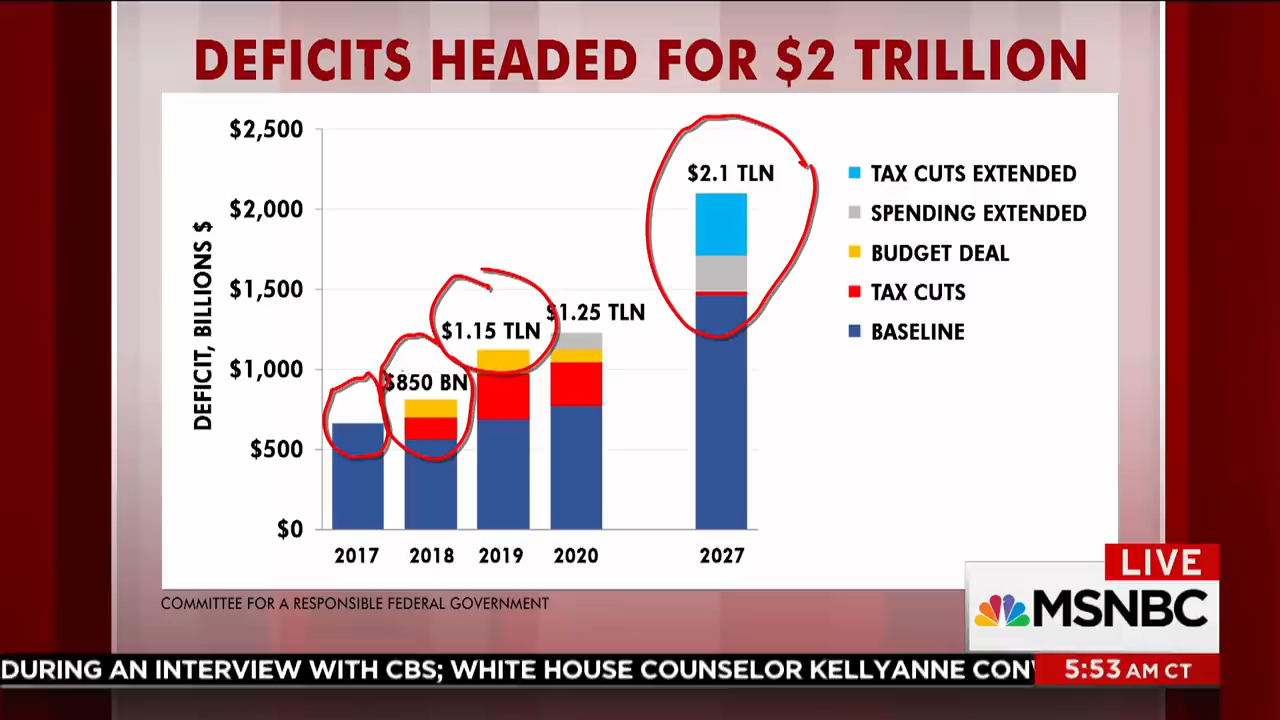 DEFICITS HEADED FOR $2 TRILLION
DEFICIT, BILLIONS $
$2,500
$2,000
$1,500
$1,000
$500
$0
$850 BN
$1.15 TLN
$1.25 TLN
$2.1 TLN
2017
2018
2019
2020
2027
TAX CUTS EXTENDED
SPENDING EXTENDED
BUDGET DEAL
TAX CUTS
BASELINE
COMMITTEE FOR A RESPONSIBLE FEDERAL GOVERNMENT
LIVE
MSNBC
DURING AN INTERVIEW WITH CBS; WHITE HOUSE COUNSELOR KELLYANNE CON
5:53 AM CT